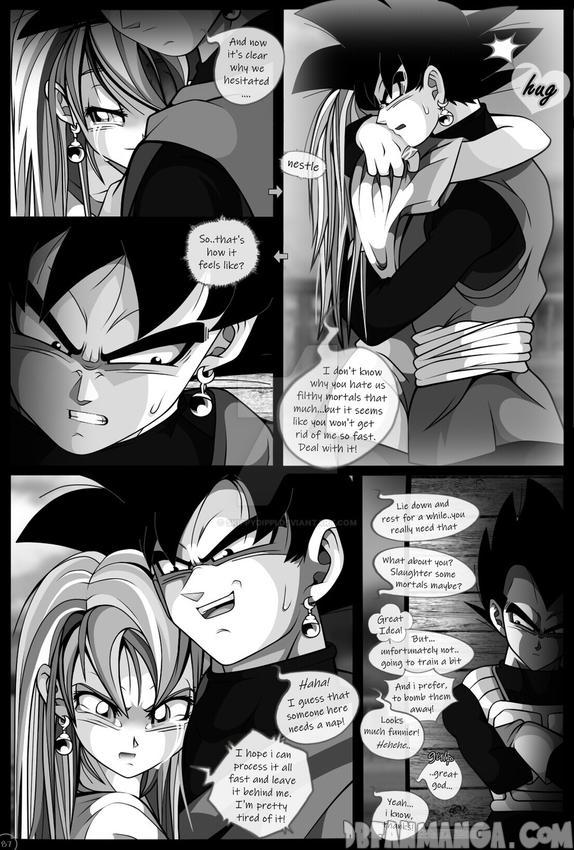 And now
it's clear
why we
hesitated
....
hug
nestle
I don't know
why you hate us
filthy mortals that
much...but it seems
like you won't get
rid of me so fast.
Deal with it!
So..that's
how it
feels like?
Haha!
I guess that
someone here
needs a nap!
I hope i can
process it all
fast and leave
it behind me.
I'm pretty
tired of it!
Lie down and
rest for a while..you
really need that
What about you?
Slaughter some
mortals maybe?
Great
Idea!
But...
unfortunately not..
going to train a bit
And i prefer,
to bomb them
away!
Looks
much funnier!
Hehehe..
gulp
..great
god...
Yeah...
i know,
thanks!
87
DBFANMANGA.COM